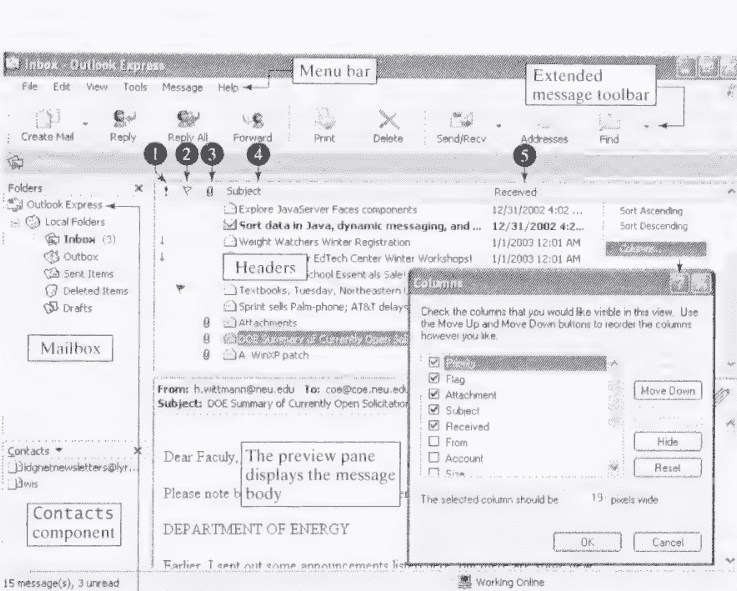 Inbox - Outlook Express
Menu bar
Extended message toolbar
File Edit View Tools Message Help
Create Mail Reply Reply All Forward Print Delete Send/Recv Addresses Find
1 2 3 4 5
Folders
! Subject Received
Outlook Express
Local Folders
Inbox (3)
Outbox
Sent Items
Deleted Items
Drafts
Mailbox
Explore JavaServer Faces components 12/31/2002 4:02 ...
Sort data in Java, dynamic messaging, and ... 12/31/2002 4:2...
Weight Watchers Winter Registration 1/1/2003 12:01 AM
EdTech Center Winter Workshops! 1/1/2003 12:01 AM
Headers
chool Essentials Sale!
Textbooks, Tuesday, Northeastern
Sprint sells Palm-phone; AT&T delays
Attachments
DOE Summary of Currently Open
A WinXP patch
Sort Ascending
Sort Descending
Columns...
From: h.wittmann@neu.edu To: coe@coe.neu.edu
Subject: DOE Summary of Currently Open Solicitation
Dear Faculy,
The preview pane displays the message body
Please note b
DEPARTMENT OF ENERGY
Earlier, I sent out some announcements
Contacts
lidgnetnewsletters@lyr...
wis
Contacts component
Columns
Check the columns that you would like visible in this view. Use
the Move Up and Move Down buttons to reorder the columns
however you like.
Priority
Flag
Attachment
Subject
Received
From
Account
Size
Move Down
Hide
Reset
The selected column should be 19 pixels wide
OK Cancel
15 message(s), 3 unread
Working Online